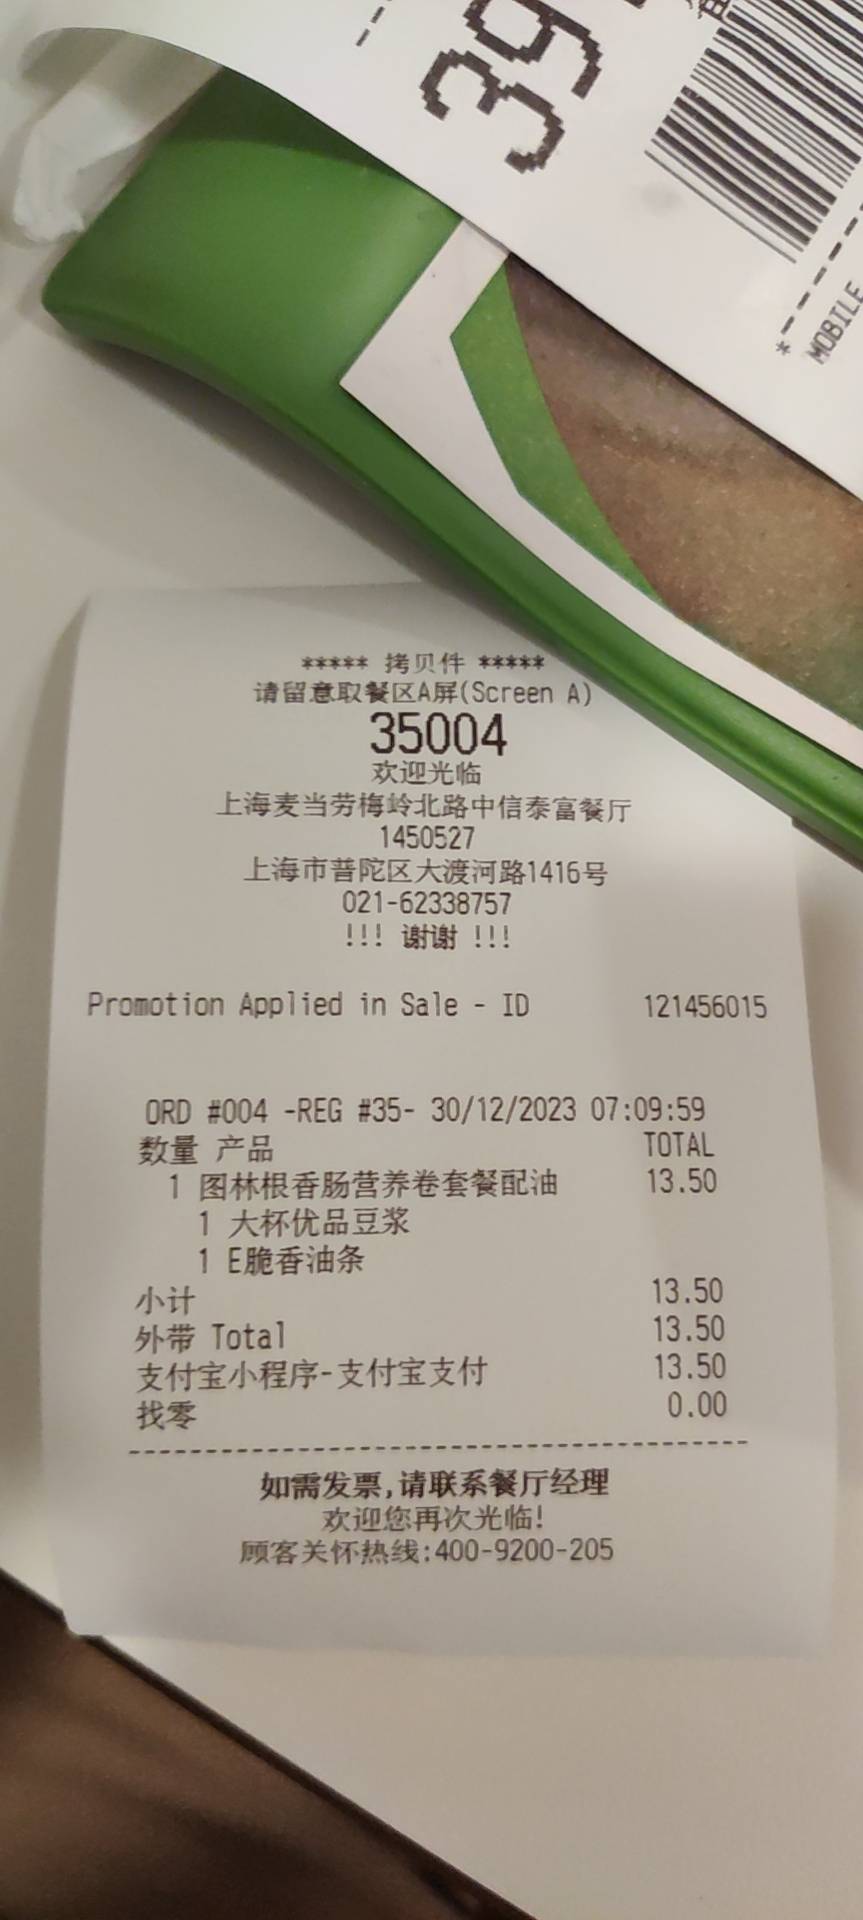 39
MOBILE
***** 拷贝件 *****
请留意取餐区A屏(Screen A)
35004
欢迎光临
上海麦当劳梅岭北路中信泰富餐厅
1450527
上海市普陀区大渡河路1416号
021-62338757
!!! 谢谢 !!!
Promotion Applied in Sale - ID 121456015
ORD #004 -REG #35- 30/12/2023 07:09:59
数量 产品 TOTAL
1 图林根香肠营养卷套餐配油 13.50
1 大杯优品豆浆
1 E脆香油条
小计 13.50
外带 Total 13.50
支付宝小程序-支付宝支付 13.50
找零 0.00
如需发票,请联系餐厅经理
欢迎您再次光临!
顾客关怀热线:400-9200-205